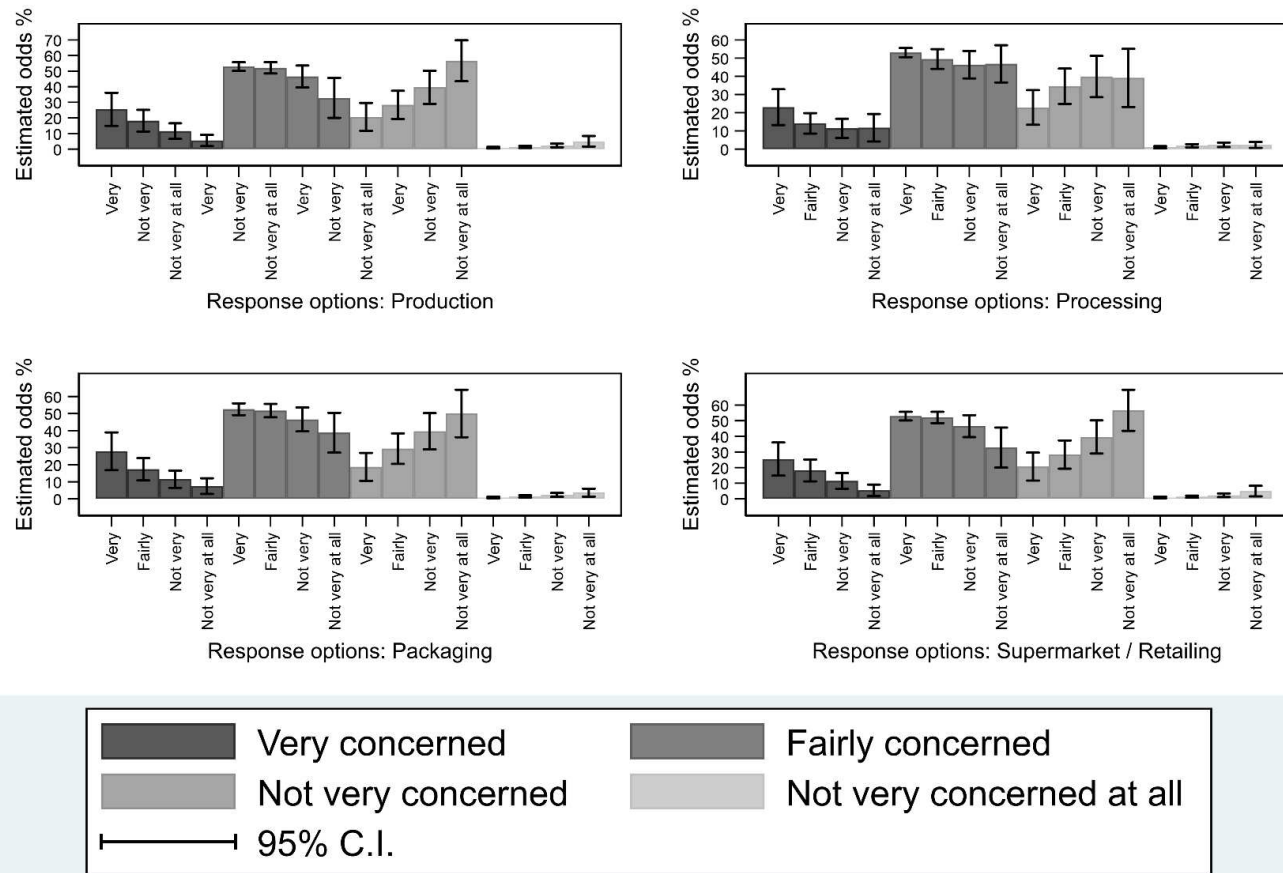 Estimated odds %
70
60
50
40
30
20
10
0
Very
Not very
Not very at all
Very
Not very
Not very at all
Very
Not very
Not very at all
Very
Not very
Not very at all
Response options: Production
Estimated odds %
60
50
40
30
20
10
0
Very
Fairly
Not very
Not very at all
Very
Fairly
Not very
Not very at all
Very
Fairly
Not very
Not very at all
Very
Fairly
Not very
Not very at all
Response options: Processing
Estimated odds %
60
50
40
30
20
10
0
Very
Fairly
Not very
Not very at all
Very
Fairly
Not very
Not very at all
Very
Fairly
Not very
Not very at all
Very
Fairly
Not very
Not very at all
Response options: Packaging
Estimated odds %
60
50
40
30
20
10
0
Very
Fairly
Not very
Not very at all
Very
Fairly
Not very
Not very at all
Very
Fairly
Not very
Not very at all
Very
Fairly
Not very
Not very at all
Response options: Supermarket / Retailing
Very concerned
Fairly concerned
Not very concerned
Not very concerned at all
95% C.I.